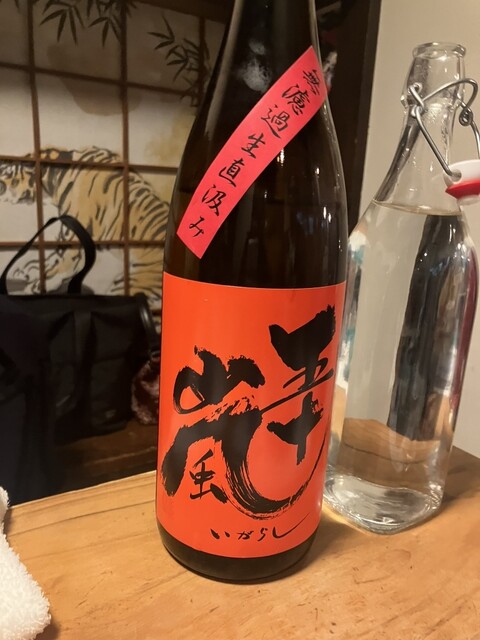 無濾過生直汲み
五十
嵐
いがらし